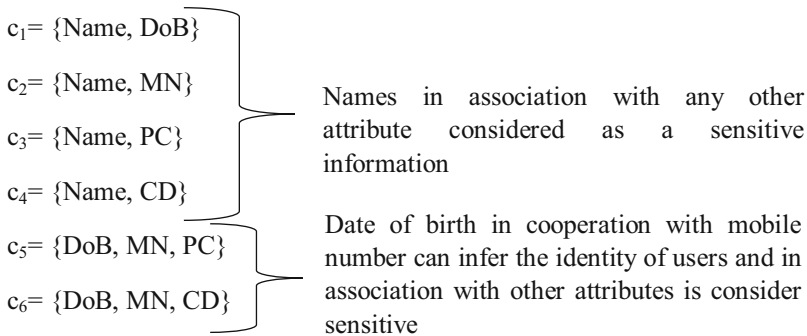 c₁= {Name, DoB}
c₂= {Name, MN}
c₃= {Name, PC}
c₄= {Name, CD}
Names in association with any other
attribute considered as a sensitive
information
c₅= {DoB, MN, PC}
c₆= {DoB, MN, CD}
Date of birth in cooperation with mobile
number can infer the identity of users and in
association with other attributes is consider
sensitive